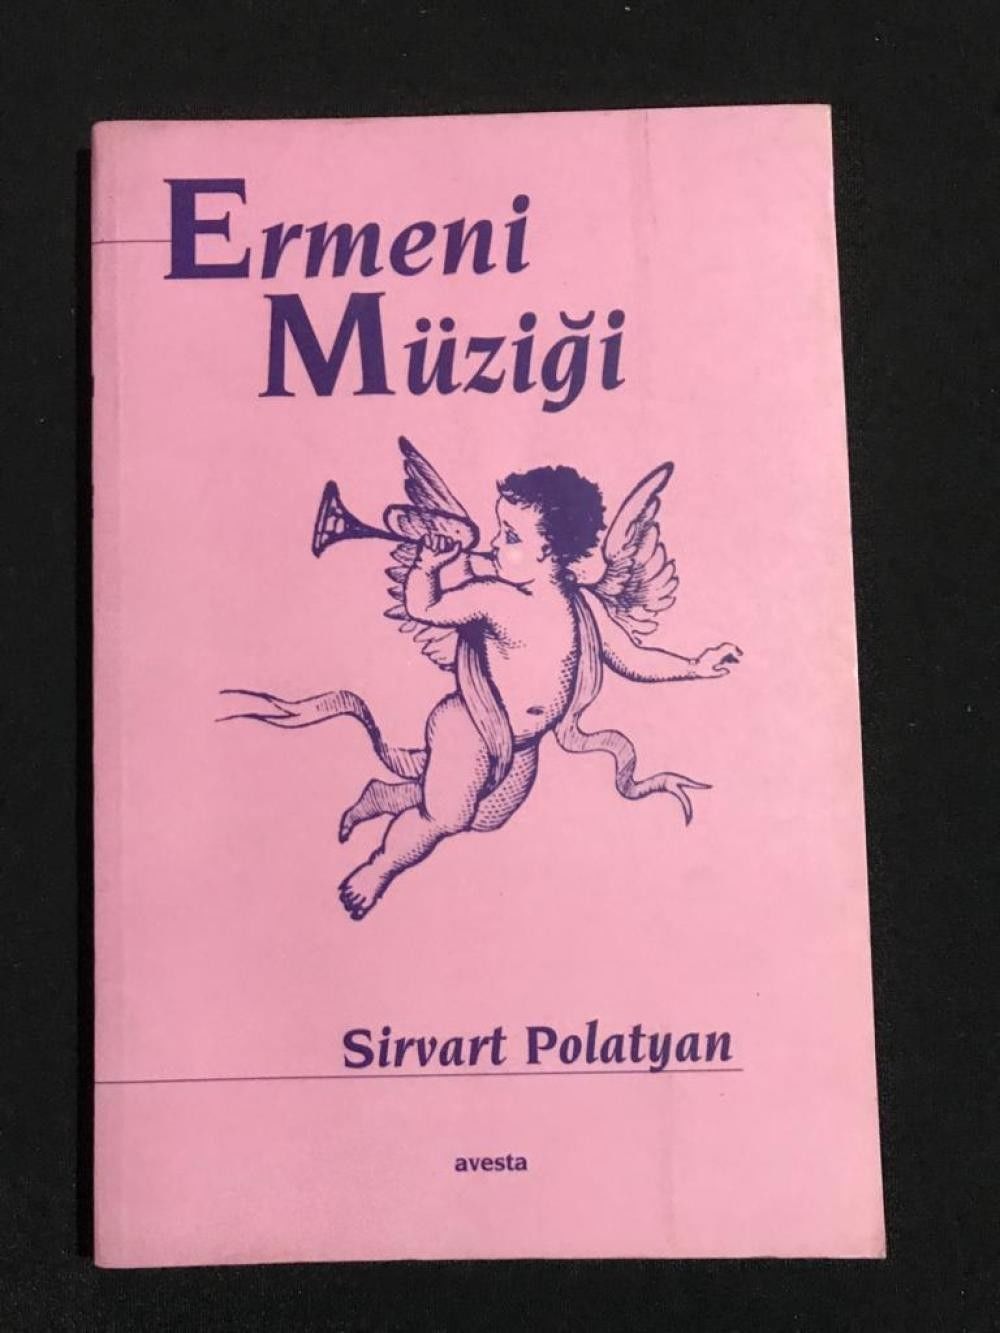 Ermeni
Müziği
Sirvart Polatyan
avesta